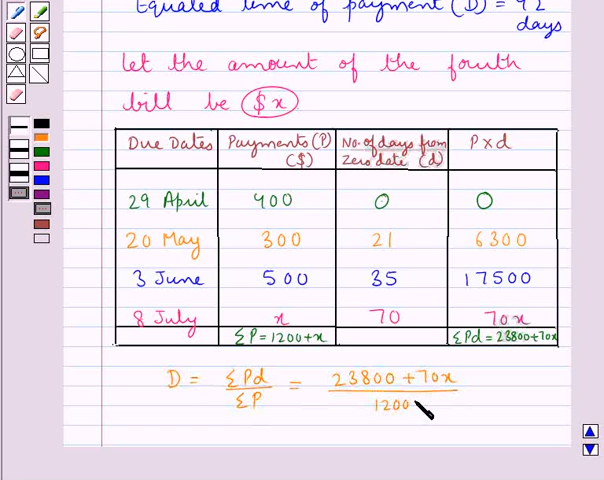 Equated time of payment (D) = 42
days
let the amount of the fourth
bill be $x
Due Dates Payments (P) ($) No. of days from Zero date (d) P x d
29 April 400 0 0
20 May 300 21 6300
3 June 500 35 17500
8 July x 70 70x
ΣP = 1200 + x ΣPd = 23800 + 70x
D = ΣPd / ΣP = 23800 + 70x / 1200